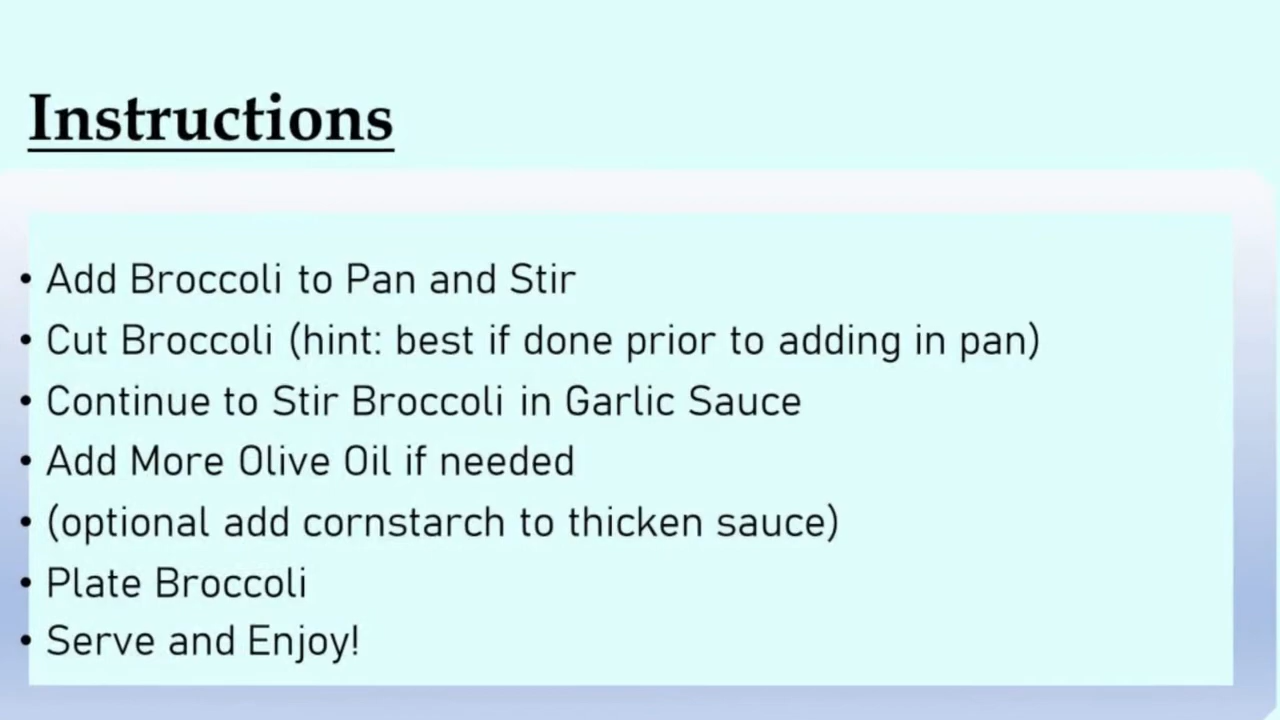 Instructions
• Add Broccoli to Pan and Stir
• Cut Broccoli (hint: best if done prior to adding in pan)
• Continue to Stir Broccoli in Garlic Sauce
• Add More Olive Oil if needed
• (optional add cornstarch to thicken sauce)
• Plate Broccoli
• Serve and Enjoy!